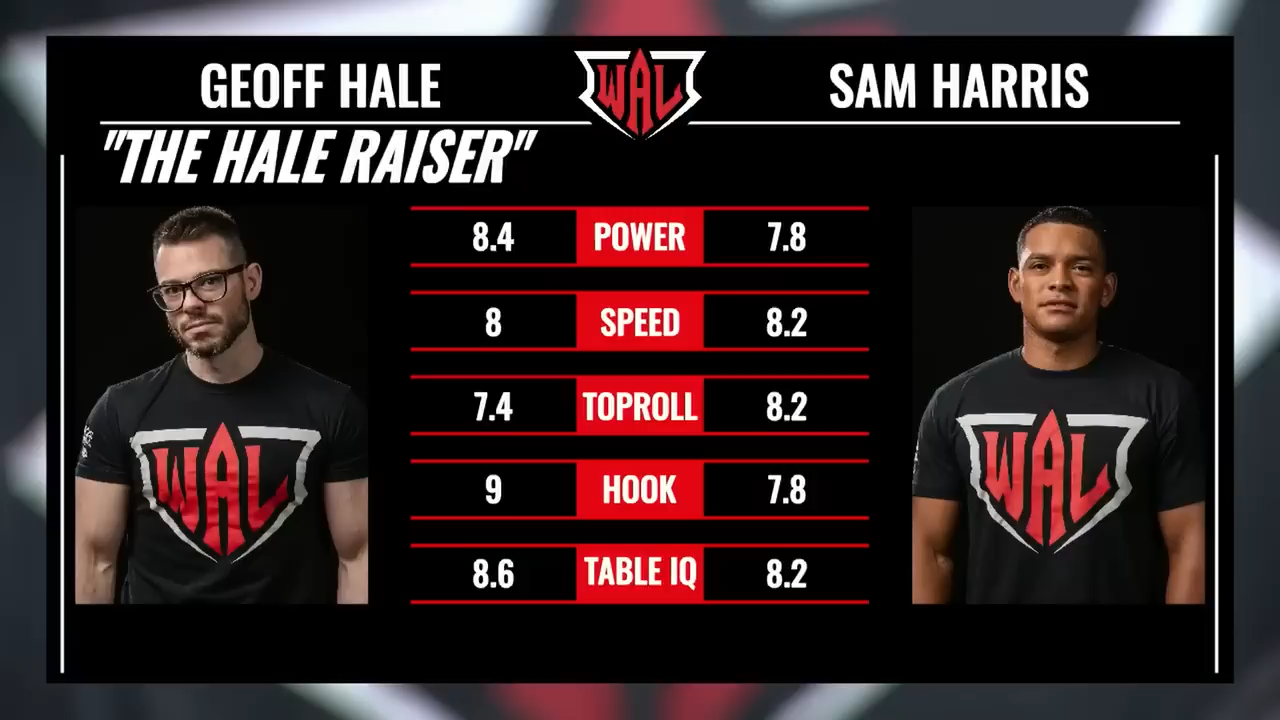 GEOFF HALE
WAL
SAM HARRIS
"THE HALE RAISER"
8.4 POWER 7.8
8 SPEED 8.2
7.4 TOPROLL 8.2
9 HOOK 7.8
8.6 TABLE IQ 8.2
WAL
WAL